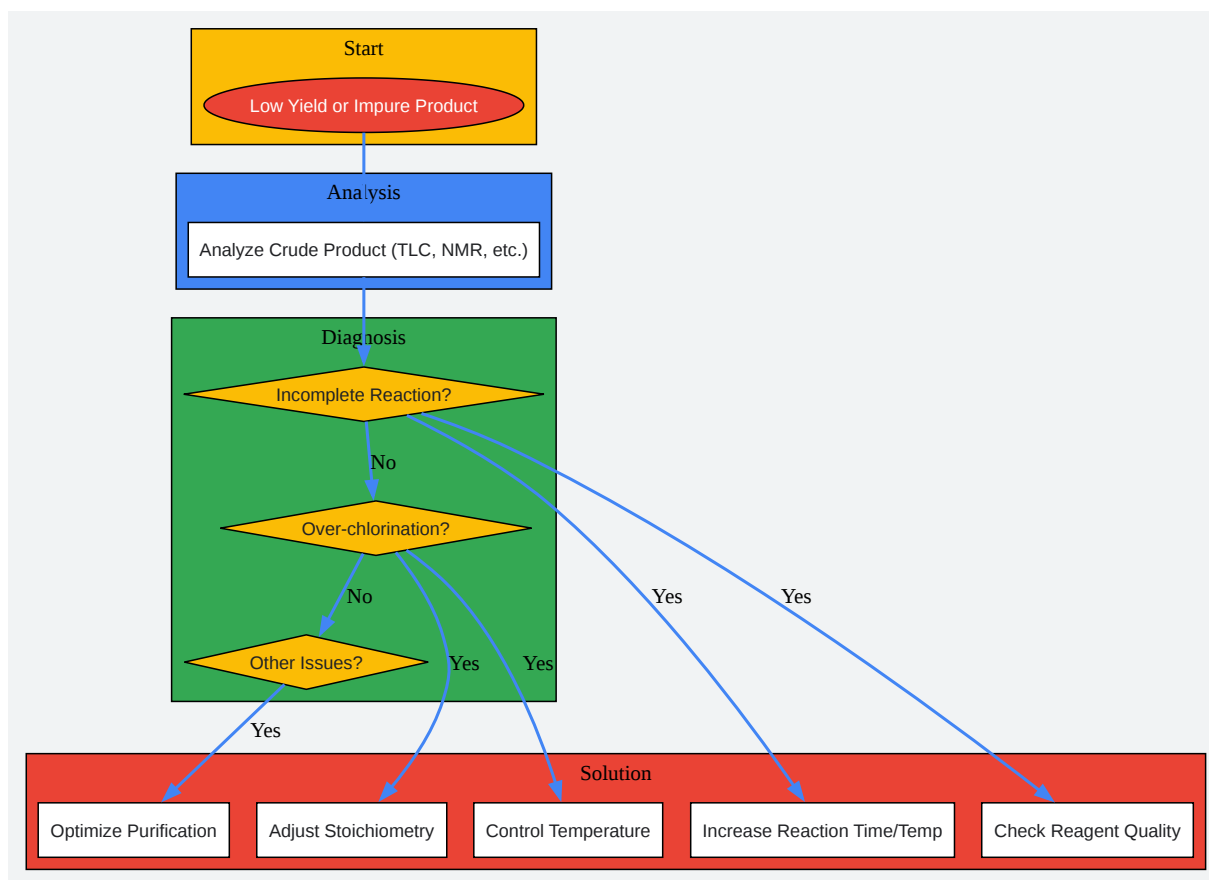 Start
Low Yield or Impure Product
Analysis
Analyze Crude Product (TLC, NMR, etc.)
Diagnosis
Incomplete Reaction?
No
Over-chlorination?
No
Yes
Yes
Other Issues?
Yes
Yes
Yes
Solution
Optimize Purification
Adjust Stoichiometry
Control Temperature
Increase Reaction Time/Temp
Check Reagent Quality